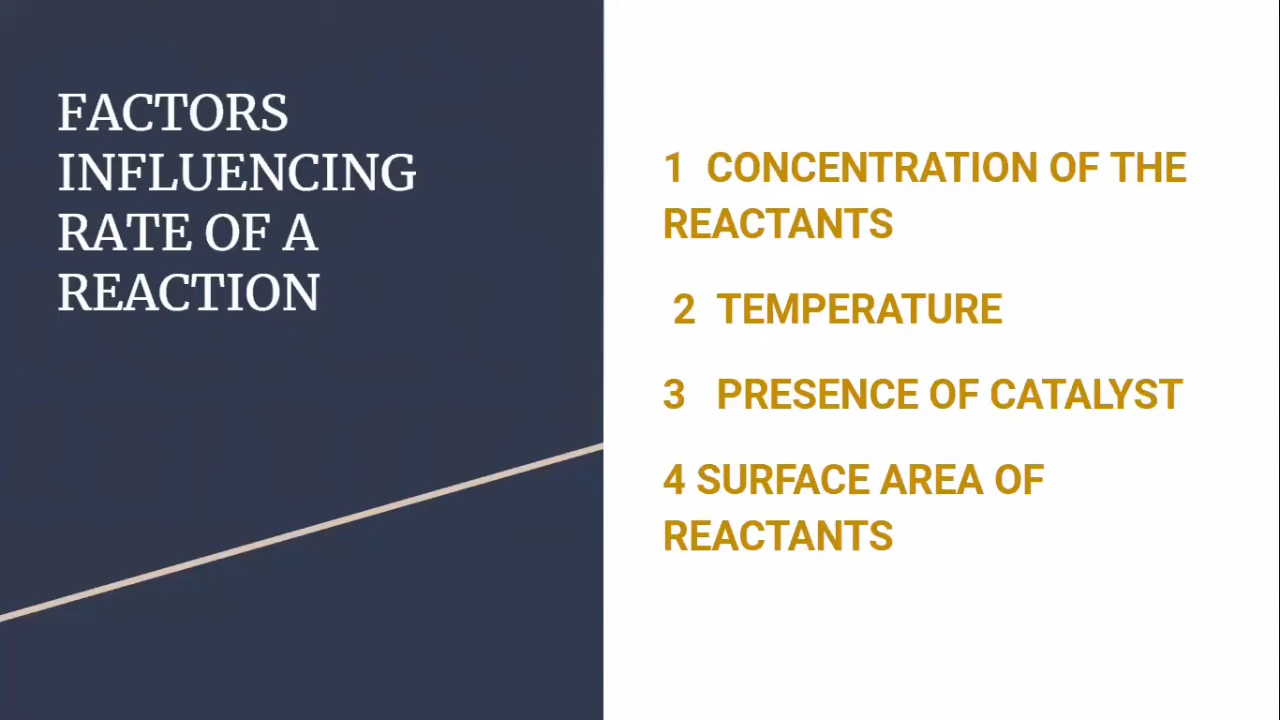 FACTORS
INFLUENCING
RATE OF A
REACTION
1 CONCENTRATION OF THE
REACTANTS
2 TEMPERATURE
3 PRESENCE OF CATALYST
4 SURFACE AREA OF
REACTANTS